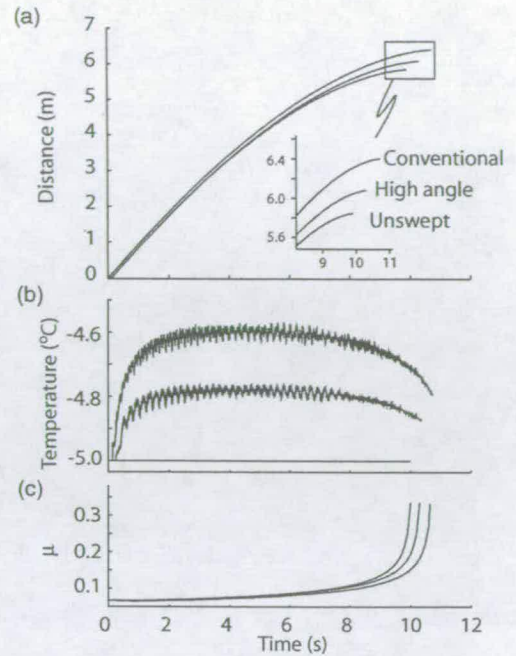 (a)
7
6
5
4
3
2
1
0
Distance (m)
6.4
6.0
5.6
Conventional
High angle
Unswept
9 10 11
(b)
-4.6
-4.8
-5.0
Temperature (°C)
(c)
0.3
0.2
0.1
μ
0 2 4 6 8 10 12
Time (s)